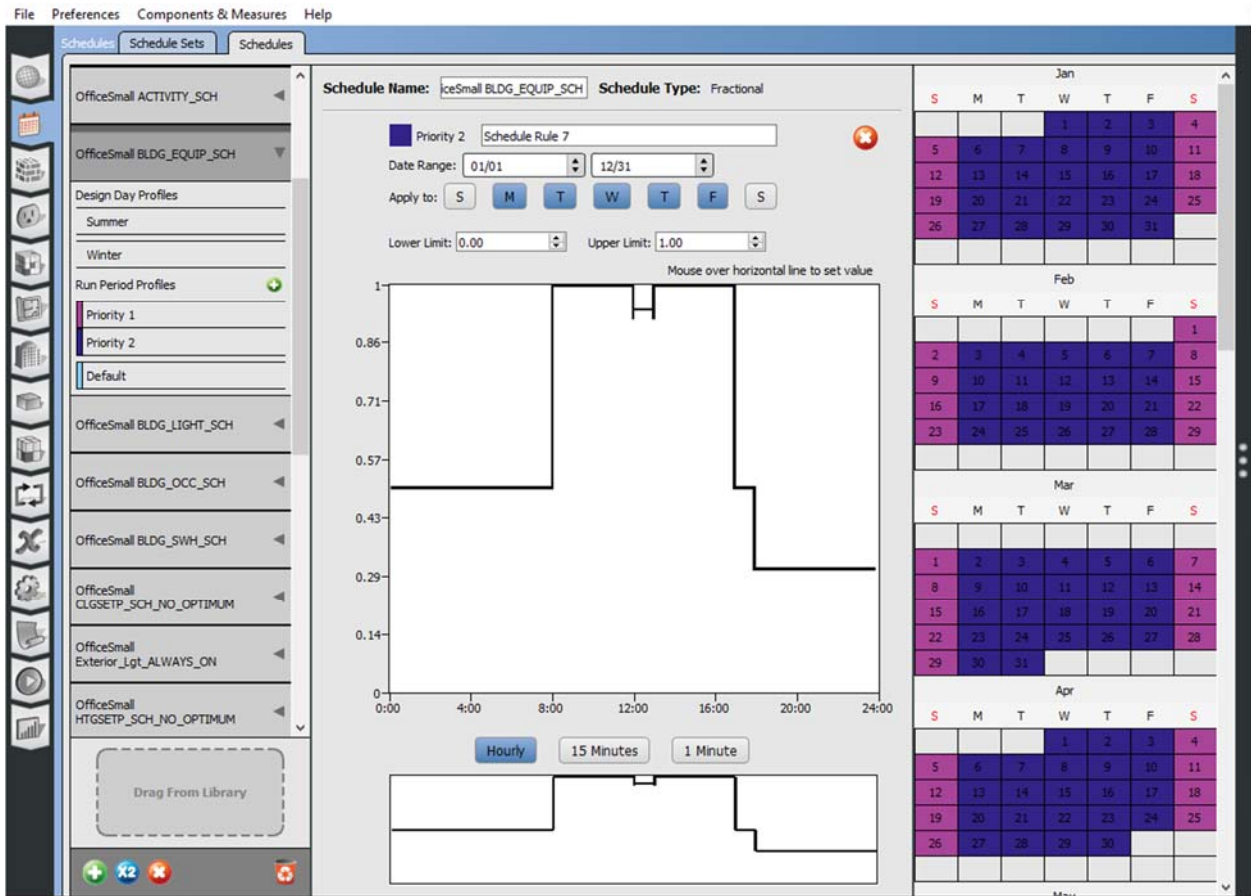 File Preferences Components & Measures Help
Schedules Schedule Sets Schedules
OfficeSmall ACTIVITY_SCH
OfficeSmall BLDG_EQUIP_SCH
Design Day Profiles
Summer
Winter
Run Period Profiles
Priority 1
Priority 2
Default
OfficeSmall BLDG_LIGHT_SCH
OfficeSmall BLDG_OCC_SCH
OfficeSmall BLDG_SWH_SCH
OfficeSmall
CLGSETP_SCH_NO_OPTIMUM
OfficeSmall
Exterior_Lgt_ALWAYS_ON
OfficeSmall
HTGSETP_SCH_NO_OPTIMUM
Drag From Library
X2
Schedule Name: iceSmall BLDG_EQUIP_SCH Schedule Type: Fractional
Priority 2 Schedule Rule 7
Date Range: 01/01 12/31
Apply to: S M T W T F S
Lower Limit: 0.00 Upper Limit: 1.00
Mouse over horizontal line to set value
1
0.86
0.71
0.57
0.43
0.29
0.14
0
0:00 4:00 8:00 12:00 16:00 20:00 24:00
Hourly 15 Minutes 1 Minute
Jan
S M T W T F S
1 2 3 4
5 6 7 8 9 10 11
12 13 14 15 16 17 18
19 20 21 22 23 24 25
26 27 28 29 30 31
Feb
S M T W T F S
1
2 3 4 5 6 7 8
9 10 11 12 13 14 15
16 17 18 19 20 21 22
23 24 25 26 27 28 29
Mar
S M T W T F S
1 2 3 4 5 6 7
8 9 10 11 12 13 14
15 16 17 18 19 20 21
22 23 24 25 26 27 28
29 30 31
Apr
S M T W T F S
1 2 3 4
5 6 7 8 9 10 11
12 13 14 15 16 17 18
19 20 21 22 23 24 25
26 27 28 29 30